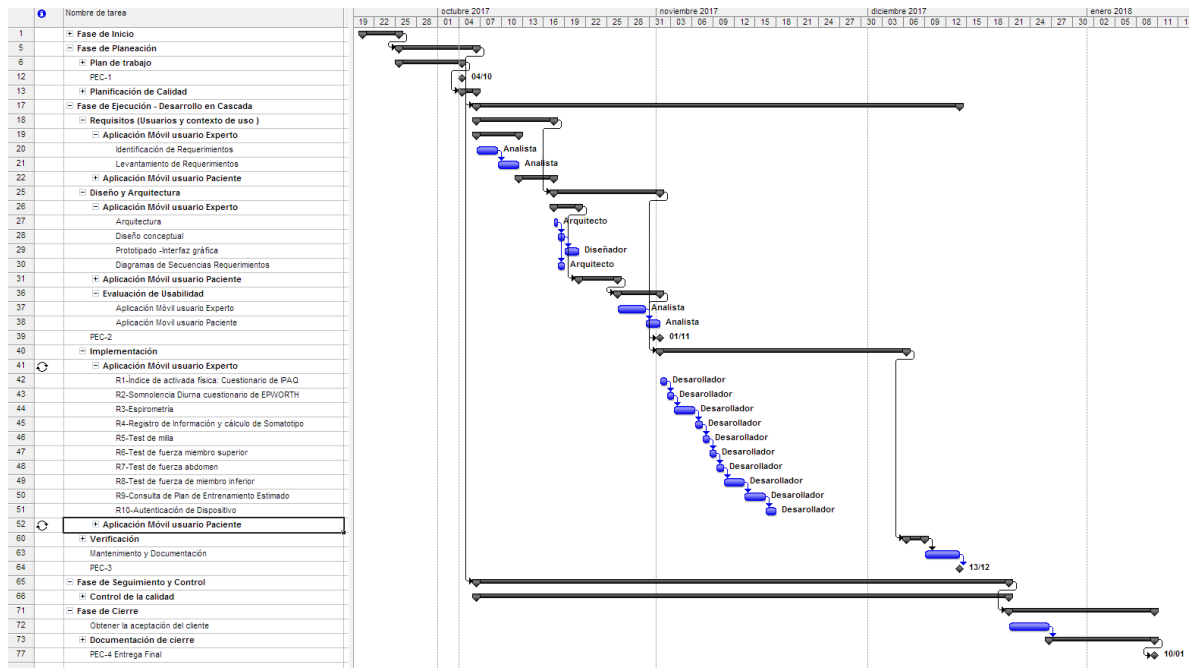 Nombre de tarea
octubre 2017 noviembre 2017 diciembre 2017 enero 2018
19 22 25 28 01 04 07 10 13 16 19 22 25 28 31 03 06 09 12 15 18 21 24 27 30 03 06 09 12 15 18 21 24 27 30 02 05 08 11
1 Fase de Inicio
5 Fase de Planeación
6 Plan de trabajo
12 PEC-1 04/10
13 Planificación de Calidad
17 Fase de Ejecución - Desarrollo en Cascada
18 Requisitos (Usuarios y contexto de uso )
19 Aplicación Móvil usuario Experto
20 Identificación de Requerimientos Analista
21 Levantamiento de Requerimientos Analista
22 Aplicación Móvil usuario Paciente
25 Diseño y Arquitectura
26 Aplicación Móvil usuario Experto
27 Arquitectura Arquitecto
28 Diseño conceptual
29 Prototipado -Interfaz gráfica Diseñador
30 Diagramas de Secuencias Requerimientos Arquitecto
31 Aplicación Móvil usuario Paciente
36 Evaluación de Usabilidad
37 Aplicación Móvil usuario Experto Analista
38 Aplicación Movil usuario Paciente Analista
39 PEC-2 01/11
40 Implementación
41 Aplicación Móvil usuario Experto
42 R1-Índice de activada física: Cuestionario de IPAQ Desarollador
43 R2-Somnolencia Diurna cuestionario de EPWORTH Desarollador
44 R3-Espirometría Desarollador
45 R4-Registro de Información y cálculo de Somatotipo Desarollador
46 R5-Test de milla Desarollador
47 R6-Test de fuerza miembro superior Desarollador
48 R7-Test de fuerza abdomen Desarollador
49 R8-Test de fuerza de miembro inferior Desarollador
50 R9-Consulta de Plan de Entrenamiento Estimado Desarollador
51 R10-Autenticación de Dispositivo Desarollador
52 Aplicación Móvil usuario Paciente
60 Verificación
63 Mantenimiento y Documentación
64 PEC-3 13/12
65 Fase de Seguimiento y Control
66 Control de la calidad
71 Fase de Cierre
72 Obtener la aceptación del cliente
73 Documentación de cierre
77 PEC-4 Entrega Final 10/01